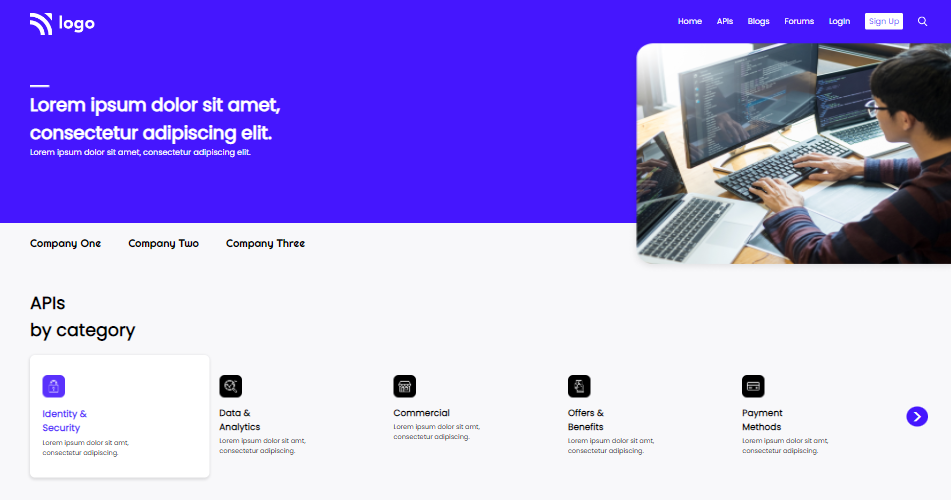 logo
Home APIs Blogs Forums Login Sign Up
Lorem ipsum dolor sit amet,
consectetur adipiscing elit.
Lorem ipsum dolor sit amet, consectetur adipiscing elit.
Company One Company Two Company Three
APIs
by category
Identity &
Security
Lorem ipsum dolor sit amt,
consectetur adipiscing.
Data &
Analytics
Lorem ipsum dolor sit amt,
consectetur adipiscing.
Commercial
Lorem ipsum dolor sit amt,
consectetur adipiscing.
Offers &
Benefits
Lorem ipsum dolor sit amt,
consectetur adipiscing.
Payment
Methods
Lorem ipsum dolor sit amt,
consectetur adipiscing.